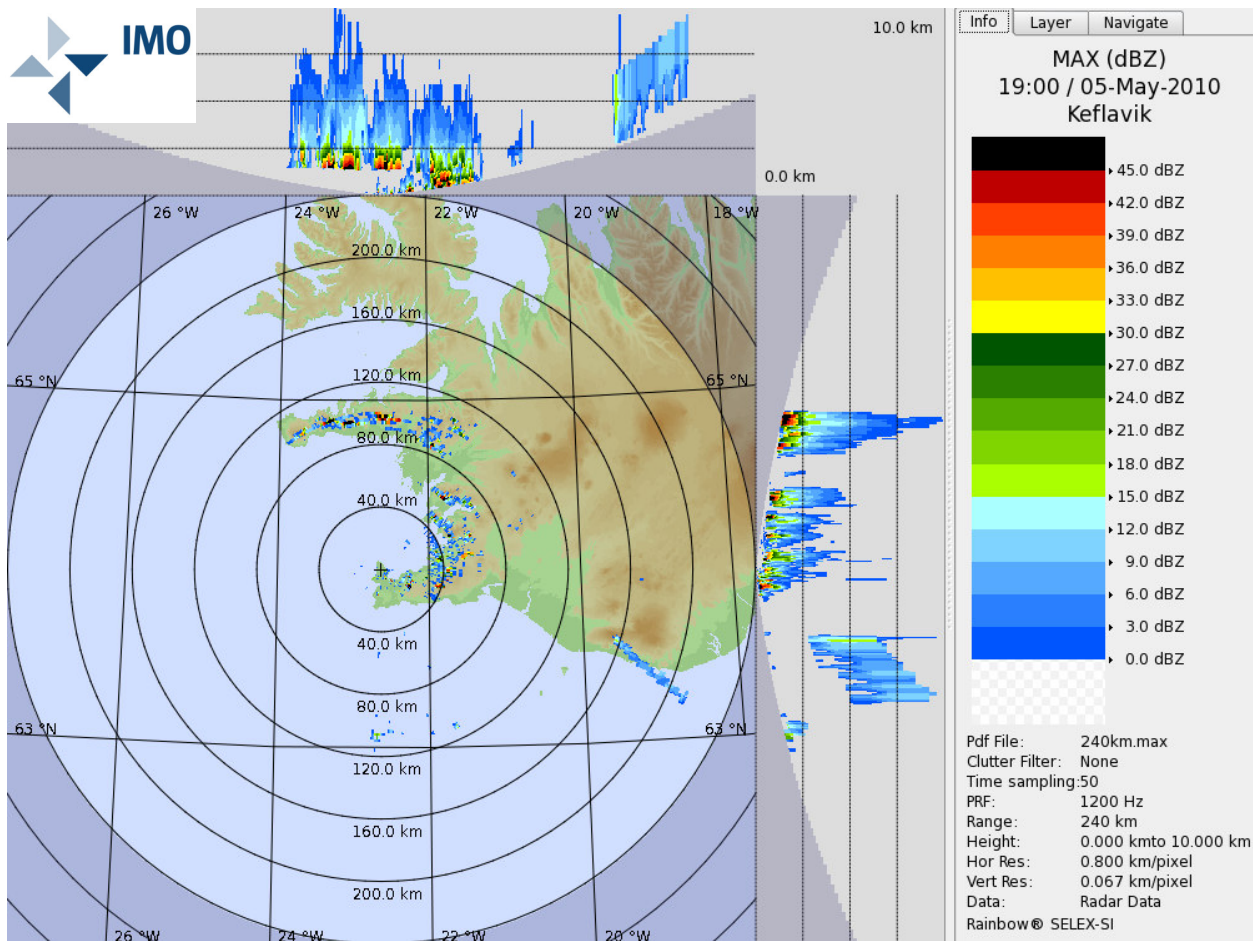 IMO
10.0 km
0.0 km
26 °W
24 °W
22 °W
20 °W
18 °W
200.0 km
160.0 km
120.0 km
65 °N
65 °N
80.0 km
40.0 km
40.0 km
80.0 km
63 °N
63 °N
120.0 km
160.0 km
200.0 km
26 °W
24 °W
22 °W
20 °W
Info Layer Navigate
MAX (dBZ)
19:00 / 05-May-2010
Keflavik
45.0 dBZ
42.0 dBZ
39.0 dBZ
36.0 dBZ
33.0 dBZ
30.0 dBZ
27.0 dBZ
24.0 dBZ
21.0 dBZ
18.0 dBZ
15.0 dBZ
12.0 dBZ
9.0 dBZ
6.0 dBZ
3.0 dBZ
0.0 dBZ
Pdf File: 240km.max
Clutter Filter: None
Time sampling:50
PRF: 1200 Hz
Range: 240 km
Height: 0.000 kmto 10.000 km
Hor Res: 0.800 km/pixel
Vert Res: 0.067 km/pixel
Data: Radar Data
Rainbow® SELEX-SI